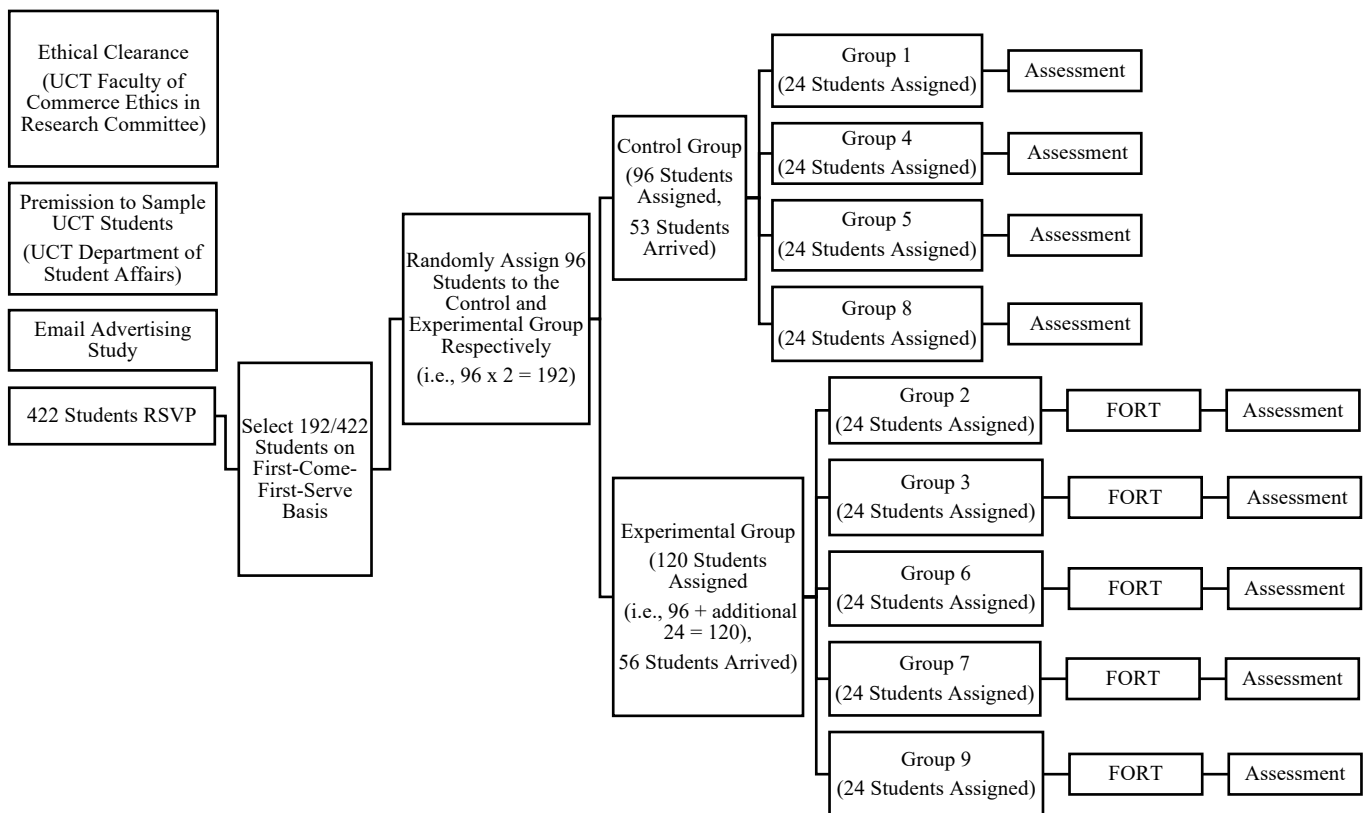 Ethical Clearance
(UCT Faculty of
Commerce Ethics in
Research Committee)
Premission to Sample
UCT Students
(UCT Department of
Student Affairs)
Email Advertising
Study
422 Students RSVP
Select 192/422
Students on
First-Come-
First-Serve
Basis
Randomly Assign 96
Students to the
Control and
Experimental Group
Respectively
(i.e., 96 x 2 = 192)
Control Group
(96 Students
Assigned,
53 Students
Arrived)
Group 1
(24 Students Assigned)
Assessment
Group 4
(24 Students Assigned)
Assessment
Group 5
(24 Students Assigned)
Assessment
Group 8
(24 Students Assigned)
Assessment
Experimental Group
(120 Students
Assigned
(i.e., 96 + additional
24 = 120),
56 Students Arrived)
Group 2
(24 Students Assigned)
FORT
Assessment
Group 3
(24 Students Assigned)
FORT
Assessment
Group 6
(24 Students Assigned)
FORT
Assessment
Group 7
(24 Students Assigned)
FORT
Assessment
Group 9
(24 Students Assigned)
FORT
Assessment